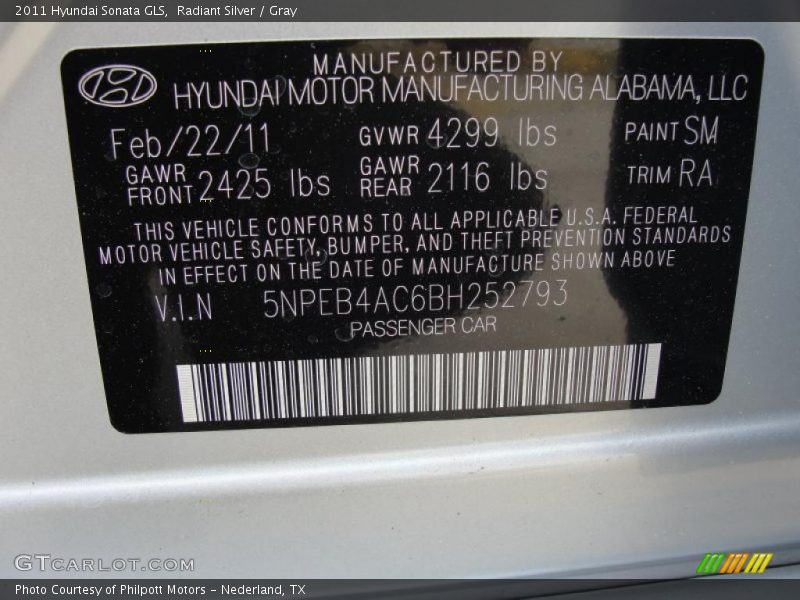 2011 Hyundai Sonata GLS, Radiant Silver / Gray
MANUFACTURED BY
HYUNDAI MOTOR MANUFACTURING ALABAMA, LLC
Feb/22/11 GVWR 4299 lbs PAINT SM
GAWR FRONT 2425 lbs GAWR REAR 2116 lbs TRIM RA
THIS VEHICLE CONFORMS TO ALL APPLICABLE U.S.A. FEDERAL
MOTOR VEHICLE SAFETY, BUMPER, AND THEFT PREVENTION STANDARDS
IN EFFECT ON THE DATE OF MANUFACTURE SHOWN ABOVE
V.I.N 5NPEB4AC6BH252793
PASSENGER CAR
GTCARLOT.COM
Photo Courtesy of Philpott Motors - Nederland, TX